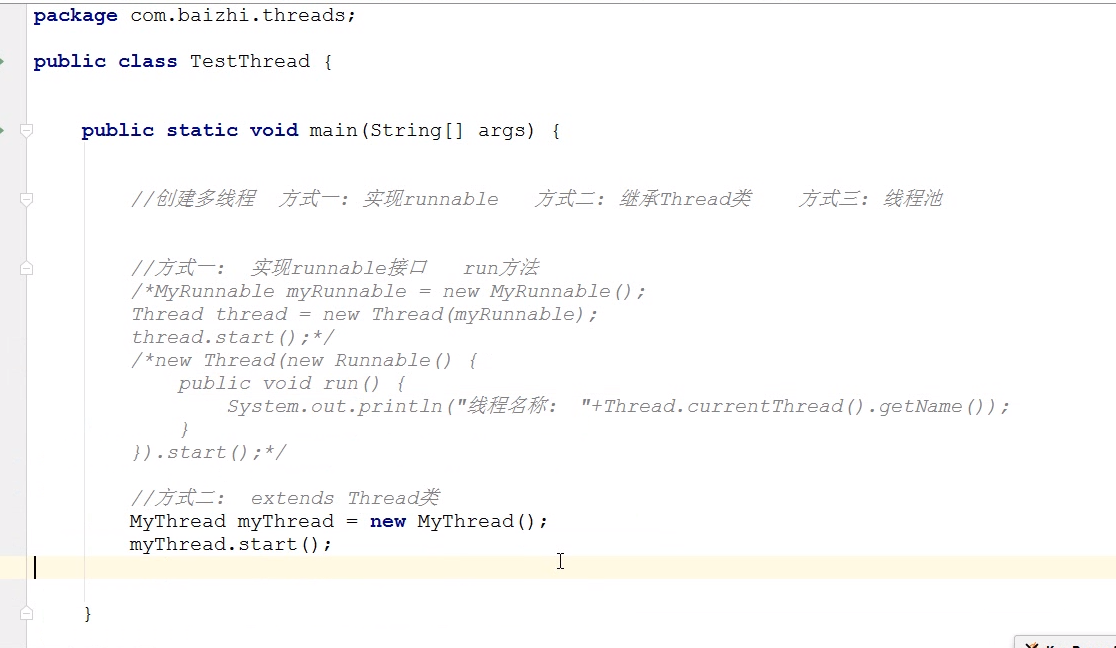 package com.baizhi.threads;
public class TestThread {
public static void main(String[] args) {
//创建多线程 方式一: 实现runnable 方式二: 继承Thread类 方式三: 线程池
//方式一: 实现runnable接口 run方法
/*MyRunnable myRunnable = new MyRunnable();
Thread thread = new Thread(myRunnable);
thread.start();*/
/*new Thread(new Runnable() {
public void run() {
System.out.println("线程名称: "+Thread.currentThread().getName());
}
}).start();*/
//方式二: extends Thread类
MyThread myThread = new MyThread();
myThread.start();
}